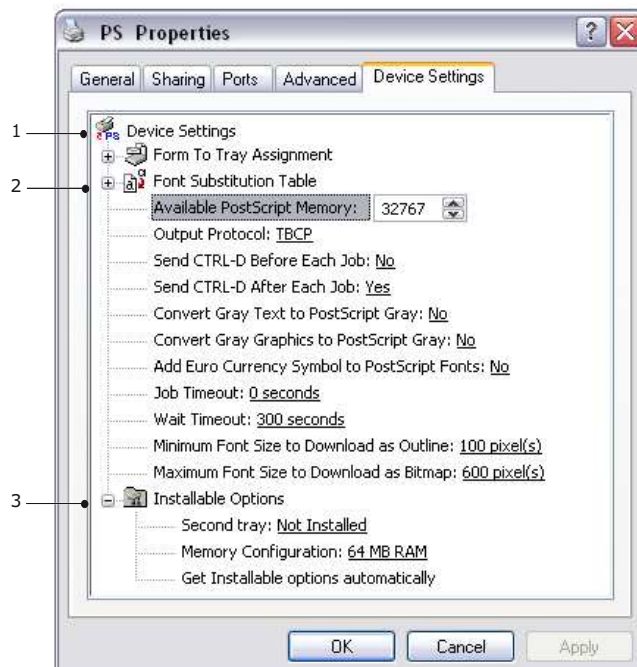 PS Properties
General Sharing Ports Advanced Device Settings
1 Device Settings
Form To Tray Assignment
2 Font Substitution Table
Available PostScript Memory: 32767
Output Protocol: TBCP
Send CTRL-D Before Each Job: No
Send CTRL-D After Each Job: Yes
Convert Gray Text to PostScript Gray: No
Convert Gray Graphics to PostScript Gray: No
Add Euro Currency Symbol to PostScript Fonts: No
Job Timeout: 0 seconds
Wait Timeout: 300 seconds
Minimum Font Size to Download as Outline: 100 pixel(s)
Maximum Font Size to Download as Bitmap: 600 pixel(s)
3 Installable Options
Second tray: Not Installed
Memory Configuration: 64 MB RAM
Get Installable options automatically
OK Cancel Apply